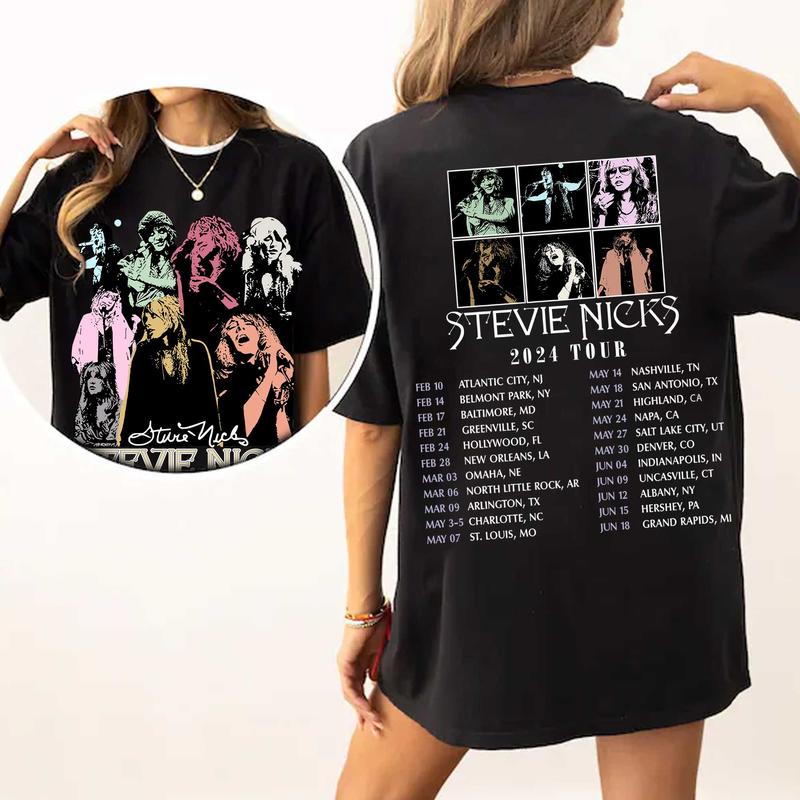 Stevie Nicks
STEVIE NIC
STEVIE NICKS
2024 TOUR
FEB 10 ATLANTIC CITY, NJ
FEB 14 BELMONT PARK, NY
FEB 17 BALTIMORE, MD
FEB 21 GREENVILLE, SC
FEB 24 HOLLYWOOD, FL
FEB 28 NEW ORLEANS, LA
MAR 03 OMAHA, NE
MAR 06 NORTH LITTLE ROCK, AR
MAR 09 ARLINGTON, TX
MAY 3-5 CHARLOTTE, NC
MAY 07 ST. LOUIS, MO
MAY 14 NASHVILLE, TN
MAY 18 SAN ANTONIO, TX
MAY 21 HIGHLAND, CA
MAY 24 NAPA, CA
MAY 27 SALT LAKE CITY, UT
MAY 30 DENVER, CO
JUN 04 INDIANAPOLIS, IN
JUN 09 UNCASVILLE, CT
JUN 12 ALBANY, NY
JUN 15 HERSHEY, PA
JUN 18 GRAND RAPIDS, MI